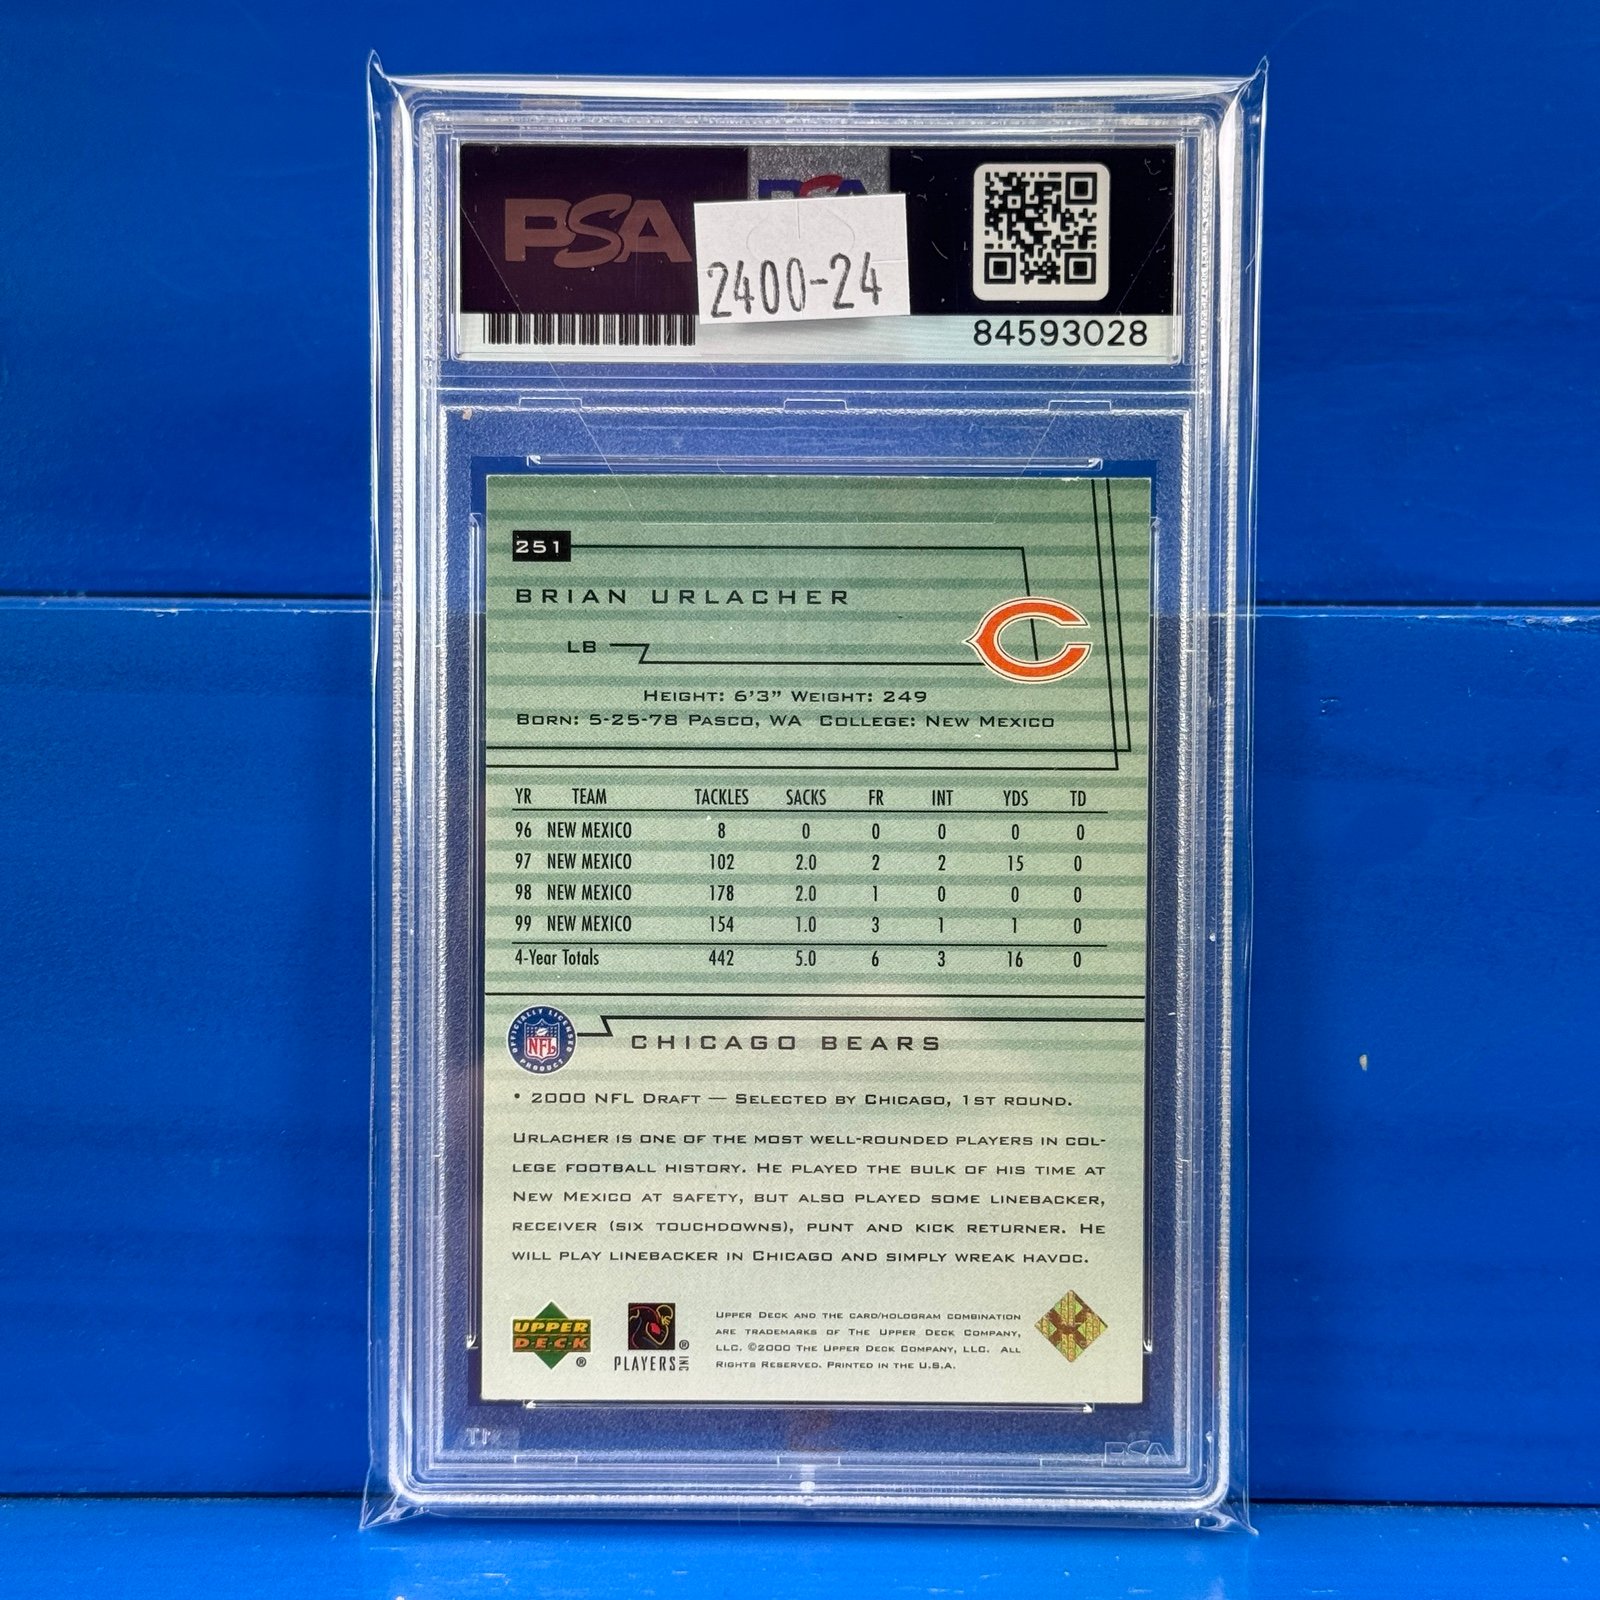 PSA
PSA
2400-24
84593028
251
BRIAN URLACHER
LB
HEIGHT: 6'3" WEIGHT: 249
BORN: 5-25-78 PASCO, WA COLLEGE: NEW MEXICO
YR TEAM TACKLES SACKS FR INT YDS TD
96 NEW MEXICO 8 0 0 0 0 0
97 NEW MEXICO 102 2.0 2 2 15 0
98 NEW MEXICO 178 2.0 1 0 0 0
99 NEW MEXICO 154 1.0 3 1 1 0
4-Year Totals 442 5.0 6 3 16 0
OFFICIALLY LICENSED
NFL
PRODUCT
CHICAGO BEARS
• 2000 NFL DRAFT — SELECTED BY CHICAGO, 1ST ROUND.
URLACHER IS ONE OF THE MOST WELL-ROUNDED PLAYERS IN COL-
LEGE FOOTBALL HISTORY. HE PLAYED THE BULK OF HIS TIME AT
NEW MEXICO AT SAFETY, BUT ALSO PLAYED SOME LINEBACKER,
RECEIVER (SIX TOUCHDOWNS), PUNT AND KICK RETURNER. HE
WILL PLAY LINEBACKER IN CHICAGO AND SIMPLY WREAK HAVOC.
UPPER
DECK
®
PLAYERS INC ®
UPPER DECK AND THE CARD/HOLOGRAM COMBINATION
ARE TRADEMARKS OF THE UPPER DECK COMPANY,
LLC. ©2000 THE UPPER DECK COMPANY, LLC. ALL
RIGHTS RESERVED. PRINTED IN THE U.S.A.
PSA